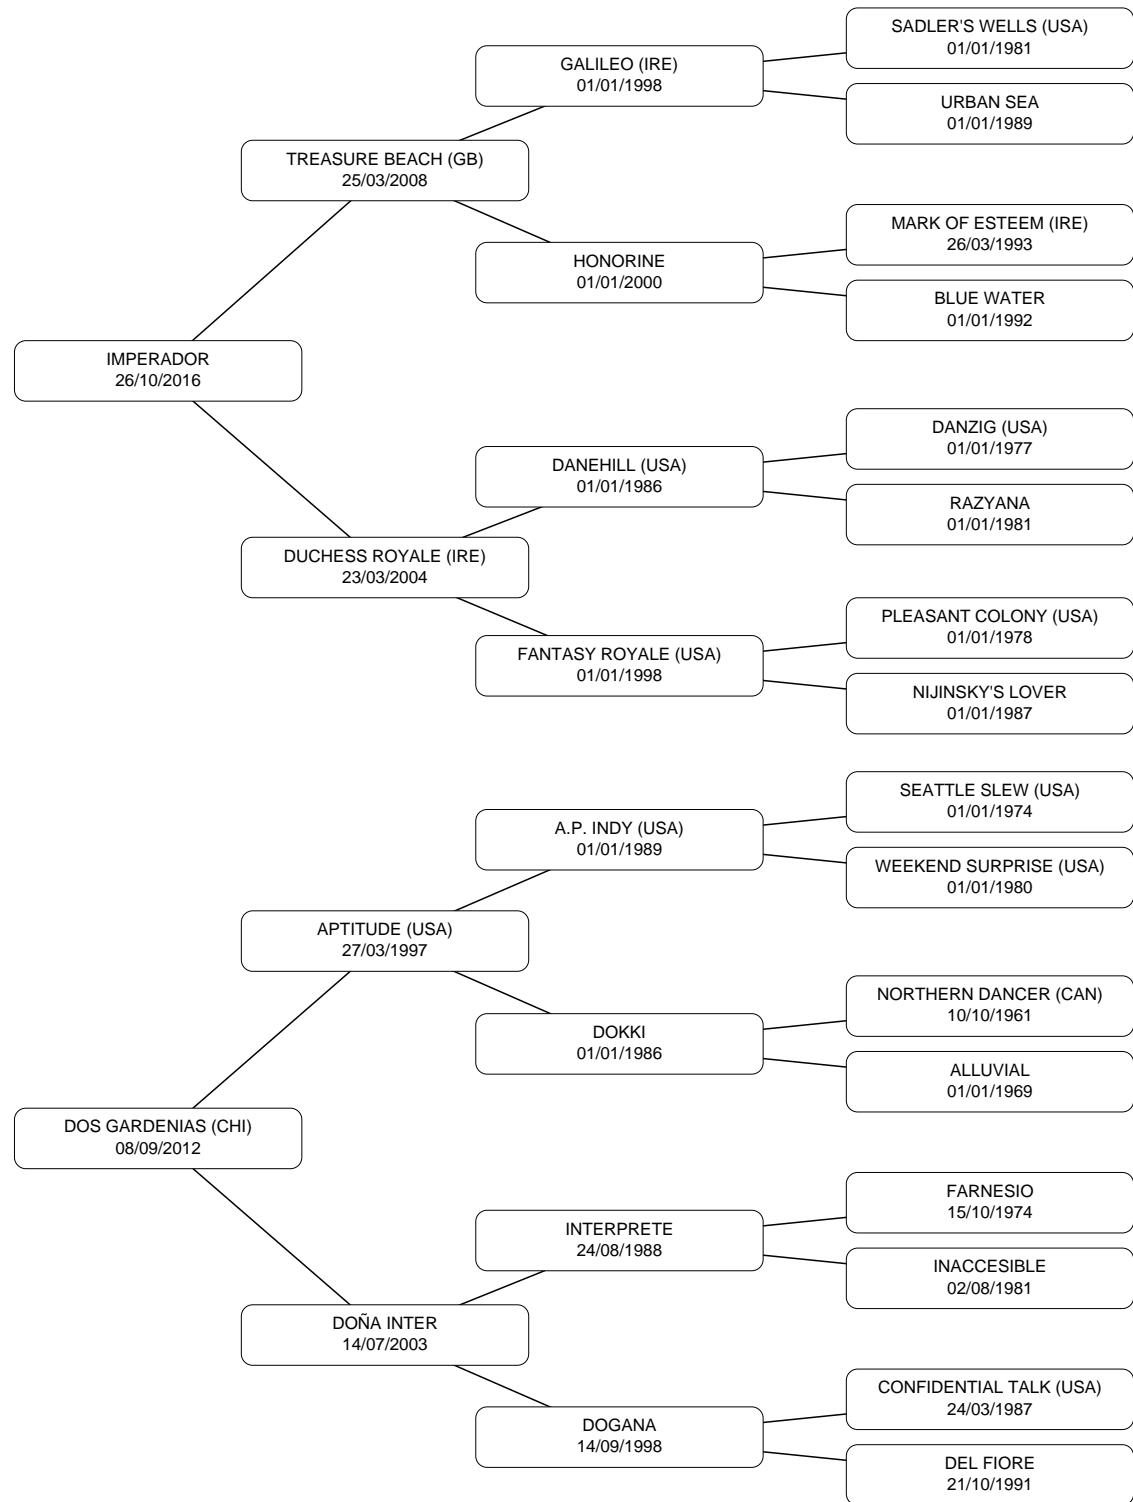 SADLER'S WELLS (USA)
01/01/1981
GALILEO (IRE)
01/01/1998
URBAN SEA
01/01/1989
TREASURE BEACH (GB)
25/03/2008
MARK OF ESTEEM (IRE)
26/03/1993
HONORINE
01/01/2000
BLUE WATER
01/01/1992
IMPERADOR
26/10/2016
DANZIG (USA)
01/01/1977
DANEHILL (USA)
01/01/1986
RAZYANA
01/01/1981
DUCHESS ROYALE (IRE)
23/03/2004
PLEASANT COLONY (USA)
01/01/1978
FANTASY ROYALE (USA)
01/01/1998
NIJINSKY'S LOVER
01/01/1987
SEATTLE SLEW (USA)
01/01/1974
A.P. INDY (USA)
01/01/1989
WEEKEND SURPRISE (USA)
01/01/1980
APTITUDE (USA)
27/03/1997
NORTHERN DANCER (CAN)
10/10/1961
DOKKI
01/01/1986
ALLUVIAL
01/01/1969
DOS GARDENIAS (CHI)
08/09/2012
FARNESIO
15/10/1974
INTERPRETE
24/08/1988
INACCESIBLE
02/08/1981
DOÑA INTER
14/07/2003
CONFIDENTIAL TALK (USA)
24/03/1987
DOGANA
14/09/1998
DEL FIORE
21/10/1991